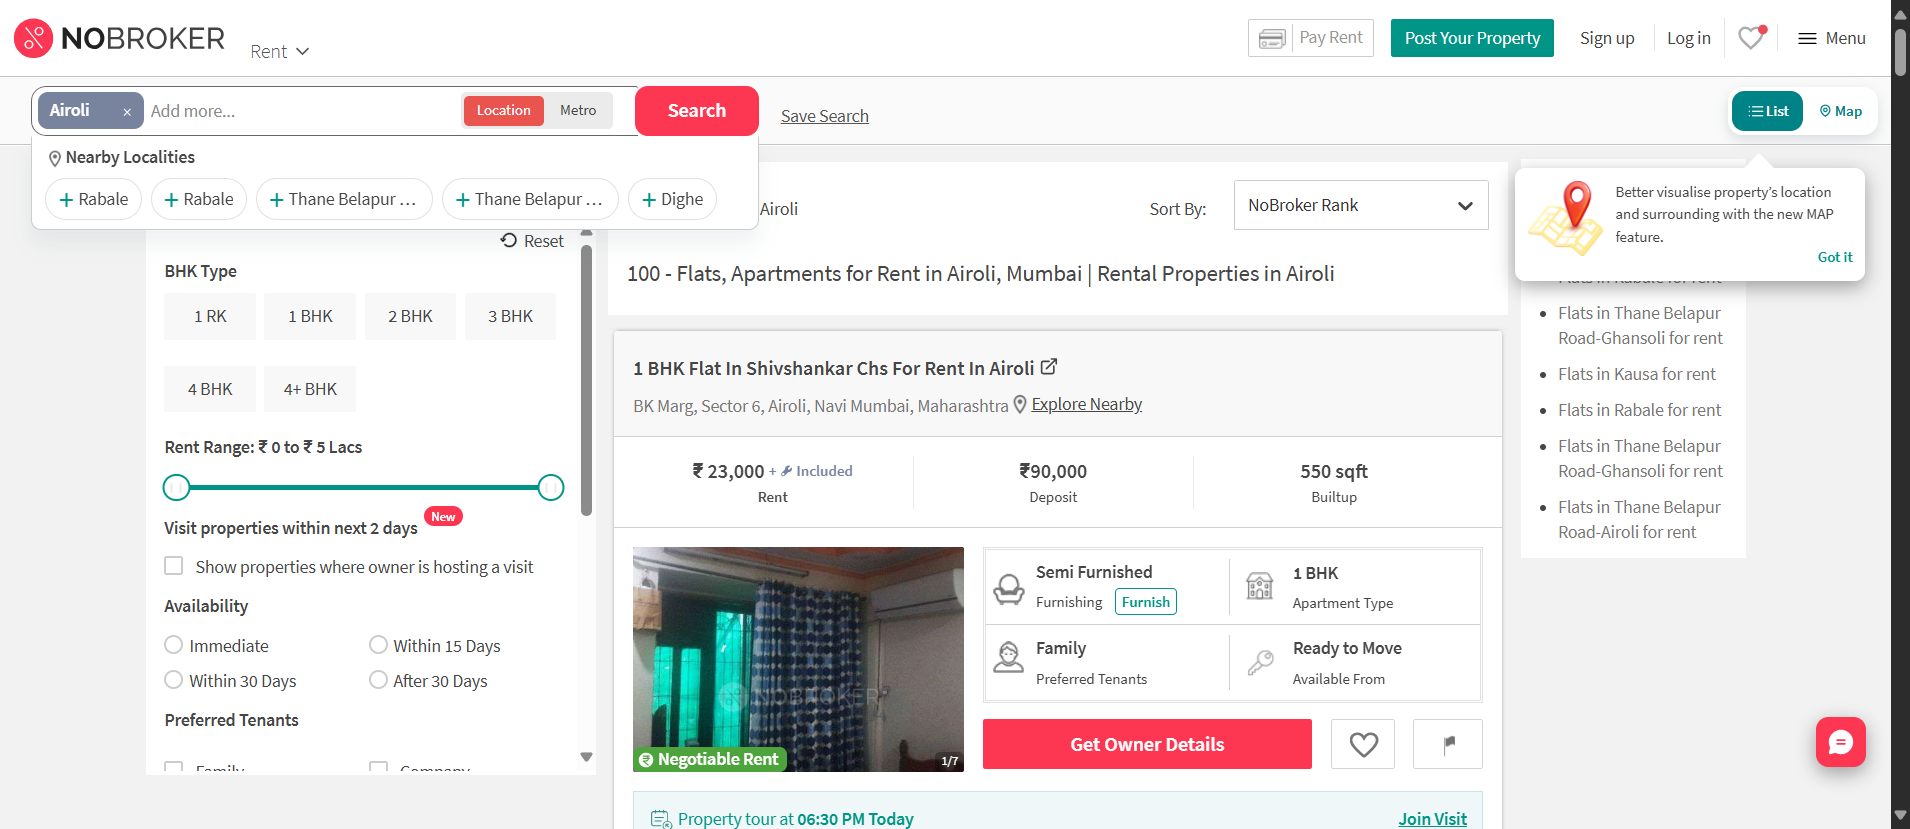 NOBROKER
Rent
Pay Rent
Post Your Property
Sign up
Log in
Menu
Airoli ×
Add more...
Location
Metro
Search
Save Search
List
Map
Nearby Localities
+ Rabale
+ Rabale
+ Thane Belapur ...
+ Thane Belapur ...
+ Dighe
Airoli
Sort By:
NoBroker Rank
Better visualise property's location
and surrounding with the new MAP
feature.
Got it
Reset
BHK Type
1 RK
1 BHK
2 BHK
3 BHK
4 BHK
4+ BHK
Rent Range: ₹ 0 to ₹ 5 Lacs
Visit properties within next 2 days
New
Show properties where owner is hosting a visit
Availability
Immediate
Within 15 Days
Within 30 Days
After 30 Days
Preferred Tenants
Family
Company
100 - Flats, Apartments for Rent in Airoli, Mumbai | Rental Properties in Airoli
1 BHK Flat In Shivshankar Chs For Rent In Airoli
BK Marg, Sector 6, Airoli, Navi Mumbai, Maharashtra
Explore Nearby
₹ 23,000 + Included
Rent
₹90,000
Deposit
550 sqft
Builtup
NOBROKER
Negotiable Rent
1/7
Semi Furnished
Furnishing
Furnish
1 BHK
Apartment Type
Family
Preferred Tenants
Ready to Move
Available From
Get Owner Details
Property tour at 06:30 PM Today
Join Visit
Flats in Rabale for rent
Flats in Thane Belapur
Road-Ghansoli for rent
Flats in Kausa for rent
Flats in Rabale for rent
Flats in Thane Belapur
Road-Ghansoli for rent
Flats in Thane Belapur
Road-Airoli for rent